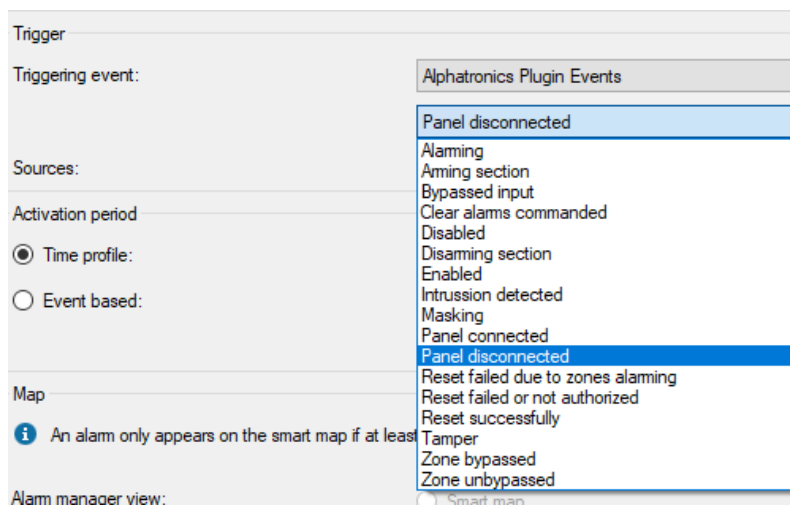 Trigger
Triggering event:
Alphatronics Plugin Events
Panel disconnected
Alarming
Arming section
Bypassed input
Clear alarms commanded
Disabled
Disarming section
Enabled
Intrussion detected
Masking
Panel connected
Panel disconnected
Reset failed due to zones alarming
Reset failed or not authorized
Reset successfully
Tamper
Zone bypassed
Zone unbypassed
Sources:
Activation period
Time profile:
Event based:
Map
An alarm only appears on the smart map if at least
Alarm manager view:
Smart map